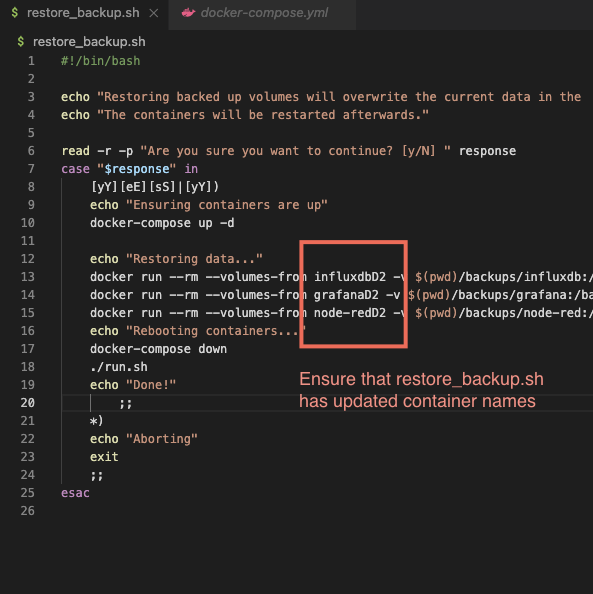 $ restore_backup.sh ×
docker-compose.yml
$ restore_backup.sh
1 #!/bin/bash
2
3 echo "Restoring backed up volumes will overwrite the current data in the
4 echo "The containers will be restarted afterwards."
5
6 read -r -p "Are you sure you want to continue? [y/N] " response
7 case "$response" in
8 [yY][eE][sS]|[yY])
9 echo "Ensuring containers are up"
10 docker-compose up -d
11
12 echo "Restoring data..."
13 docker run --rm --volumes-from influxdbD2 -v $(pwd)/backups/influxdb:/
14 docker run --rm --volumes-from grafanaD2 -v $(pwd)/backups/grafana:/ba
15 docker run --rm --volumes-from node-redD2 -v $(pwd)/backups/node-red:/
16 echo "Rebooting containers..."
17 docker-compose down
18 ./run.sh
19 echo "Done!"
20 ;;
21 *)
22 echo "Aborting"
23 exit
24 ;;
25 esac
26
Ensure that restore_backup.sh
has updated container names